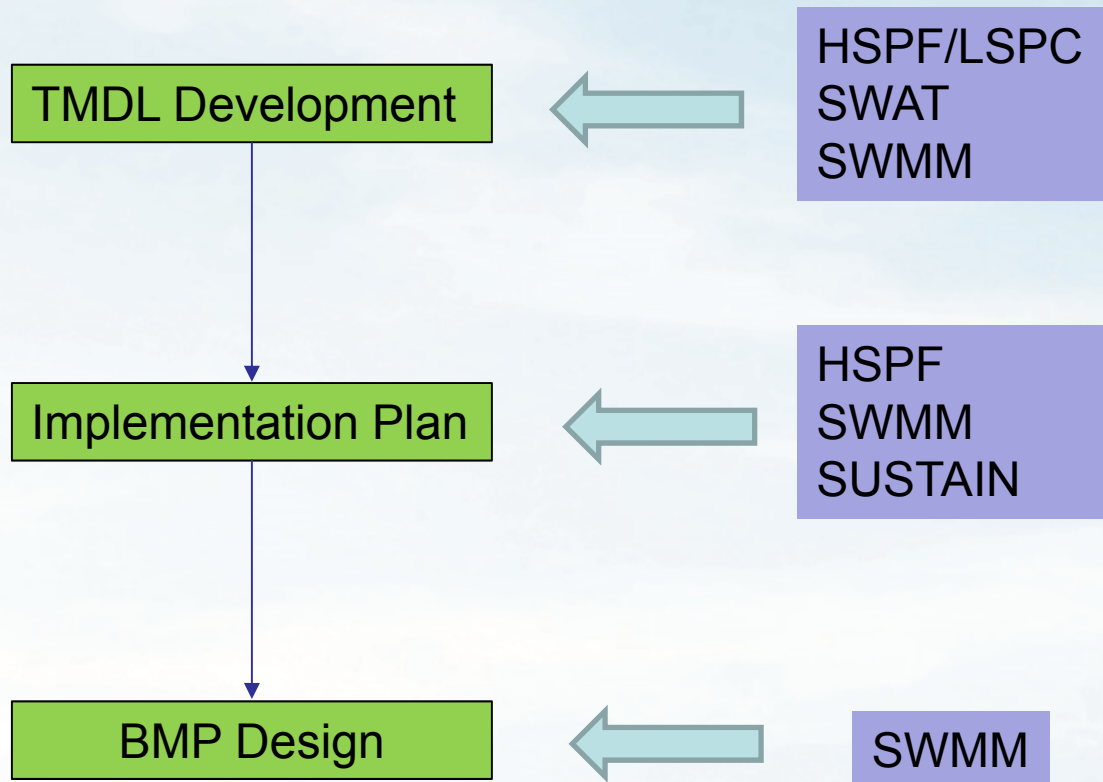 TMDL Development
HSPF/LSPC
SWAT
SWMM
Implementation Plan
HSPF
SWMM
SUSTAIN
BMP Design
SWMM